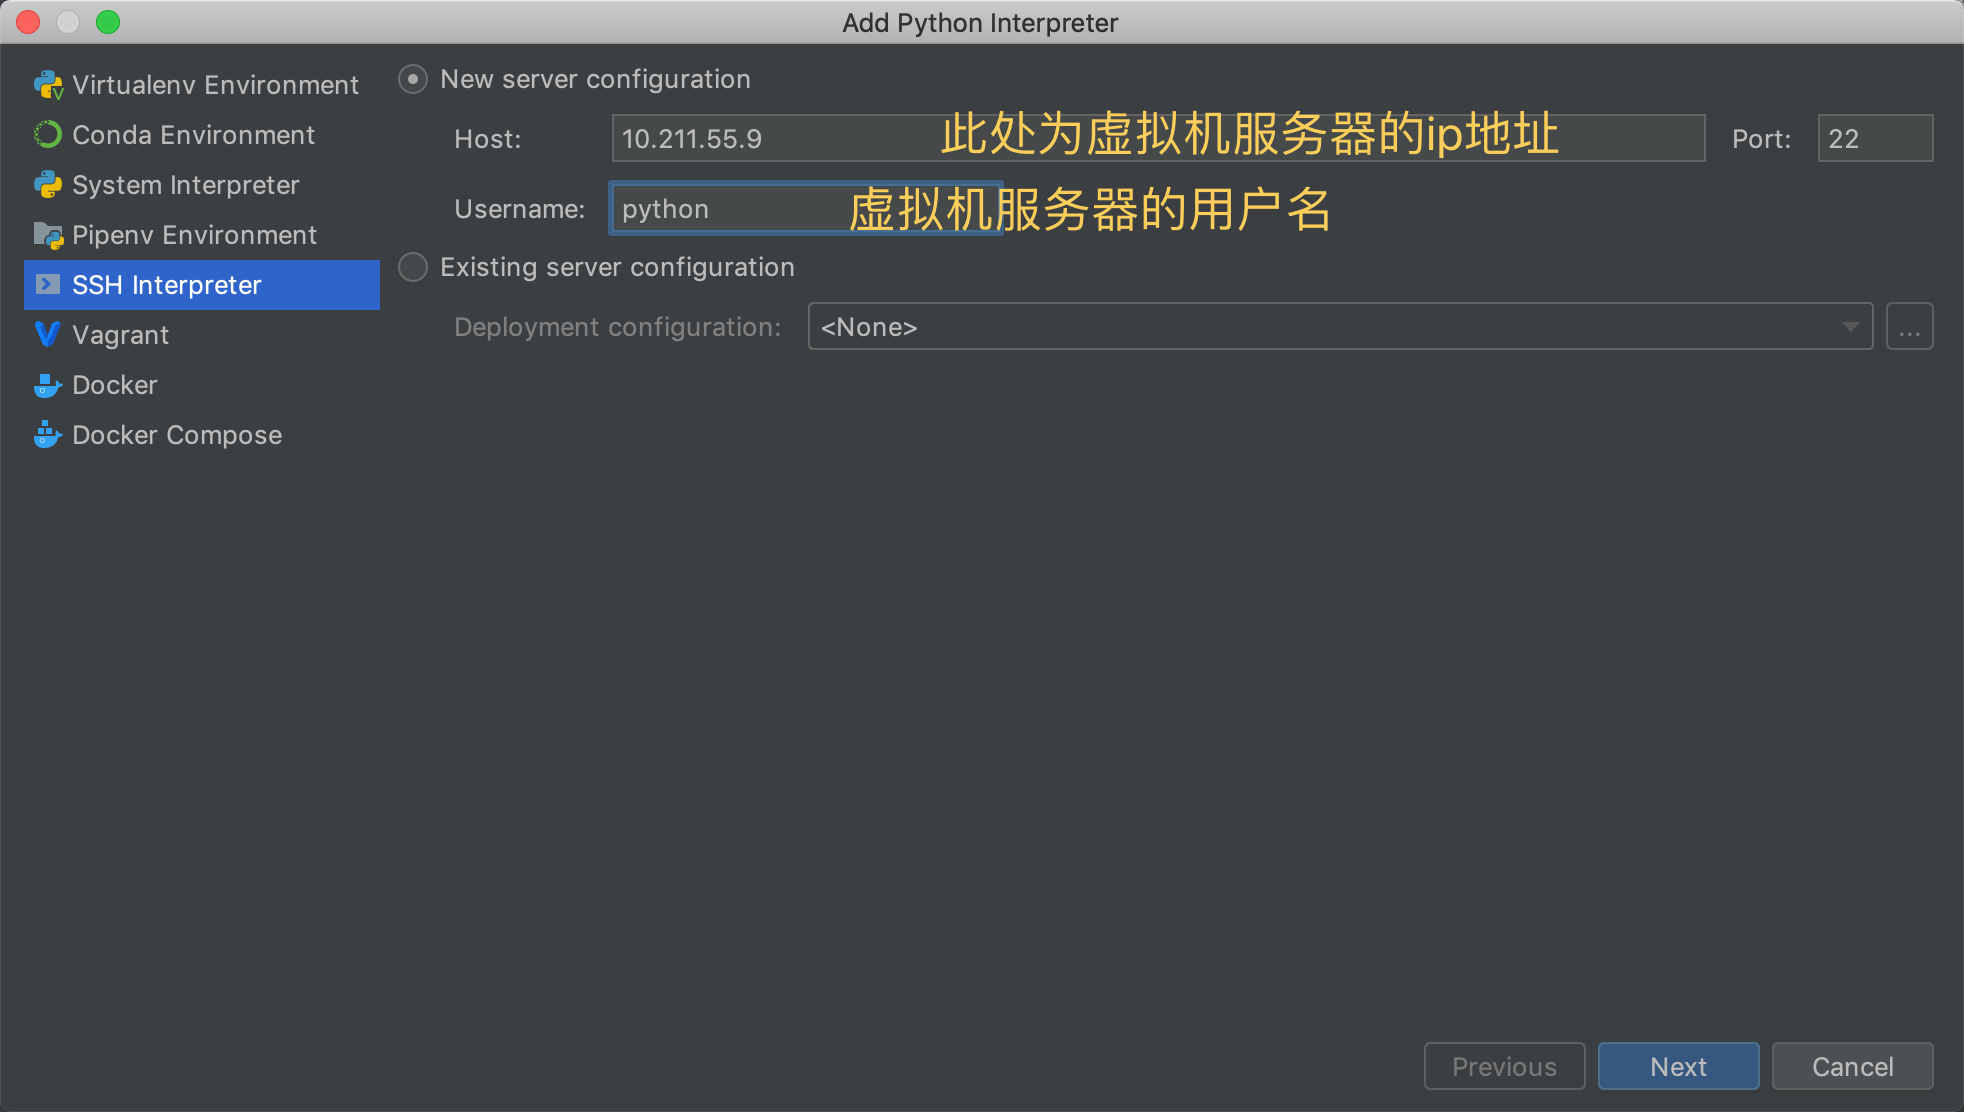 Add Python Interpreter
Virtualenv Environment
Conda Environment
System Interpreter
Pipenv Environment
SSH Interpreter
Vagrant
Docker
Docker Compose
New server configuration
Host: 10.211.55.9 此处为虚拟机服务器的ip地址 Port: 22
Username: python 虚拟机服务器的用户名
Existing server configuration
Deployment configuration: <None> ...
Previous Next Cancel